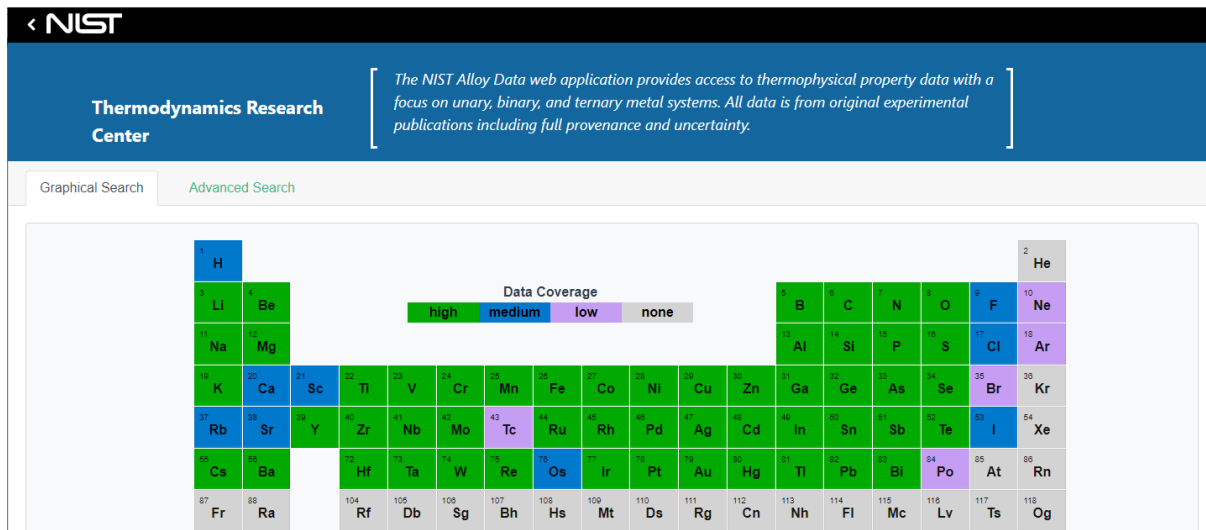 < NIST
Thermodynamics Research
Center
The NIST Alloy Data web application provides access to thermophysical property data with a
focus on unary, binary, and ternary metal systems. All data is from original experimental
publications including full provenance and uncertainty.
Graphical Search Advanced Search
1 H 2 He
Data Coverage
high medium low none
3 Li 4 Be 5 B 6 C 7 N 8 O 9 F 10 Ne
11 Na 12 Mg 13 Al 14 Si 15 P 16 S 17 Cl 18 Ar
19 K 20 Ca 21 Sc 22 Ti 23 V 24 Cr 25 Mn 26 Fe 27 Co 28 Ni 29 Cu 30 Zn 31 Ga 32 Ge 33 As 34 Se 35 Br 36 Kr
37 Rb 38 Sr 39 Y 40 Zr 41 Nb 42 Mo 43 Tc 44 Ru 45 Rh 46 Pd 47 Ag 48 Cd 49 In 50 Sn 51 Sb 52 Te 53 I 54 Xe
55 Cs 56 Ba 72 Hf 73 Ta 74 W 75 Re 76 Os 77 Ir 78 Pt 79 Au 80 Hg 81 Tl 82 Pb 83 Bi 84 Po 85 At 86 Rn
87 Fr 88 Ra 104 Rf 105 Db 106 Sg 107 Bh 108 Hs 109 Mt 110 Ds 111 Rg 112 Cn 113 Nh 114 Fl 115 Mc 116 Lv 117 Ts 118 Og